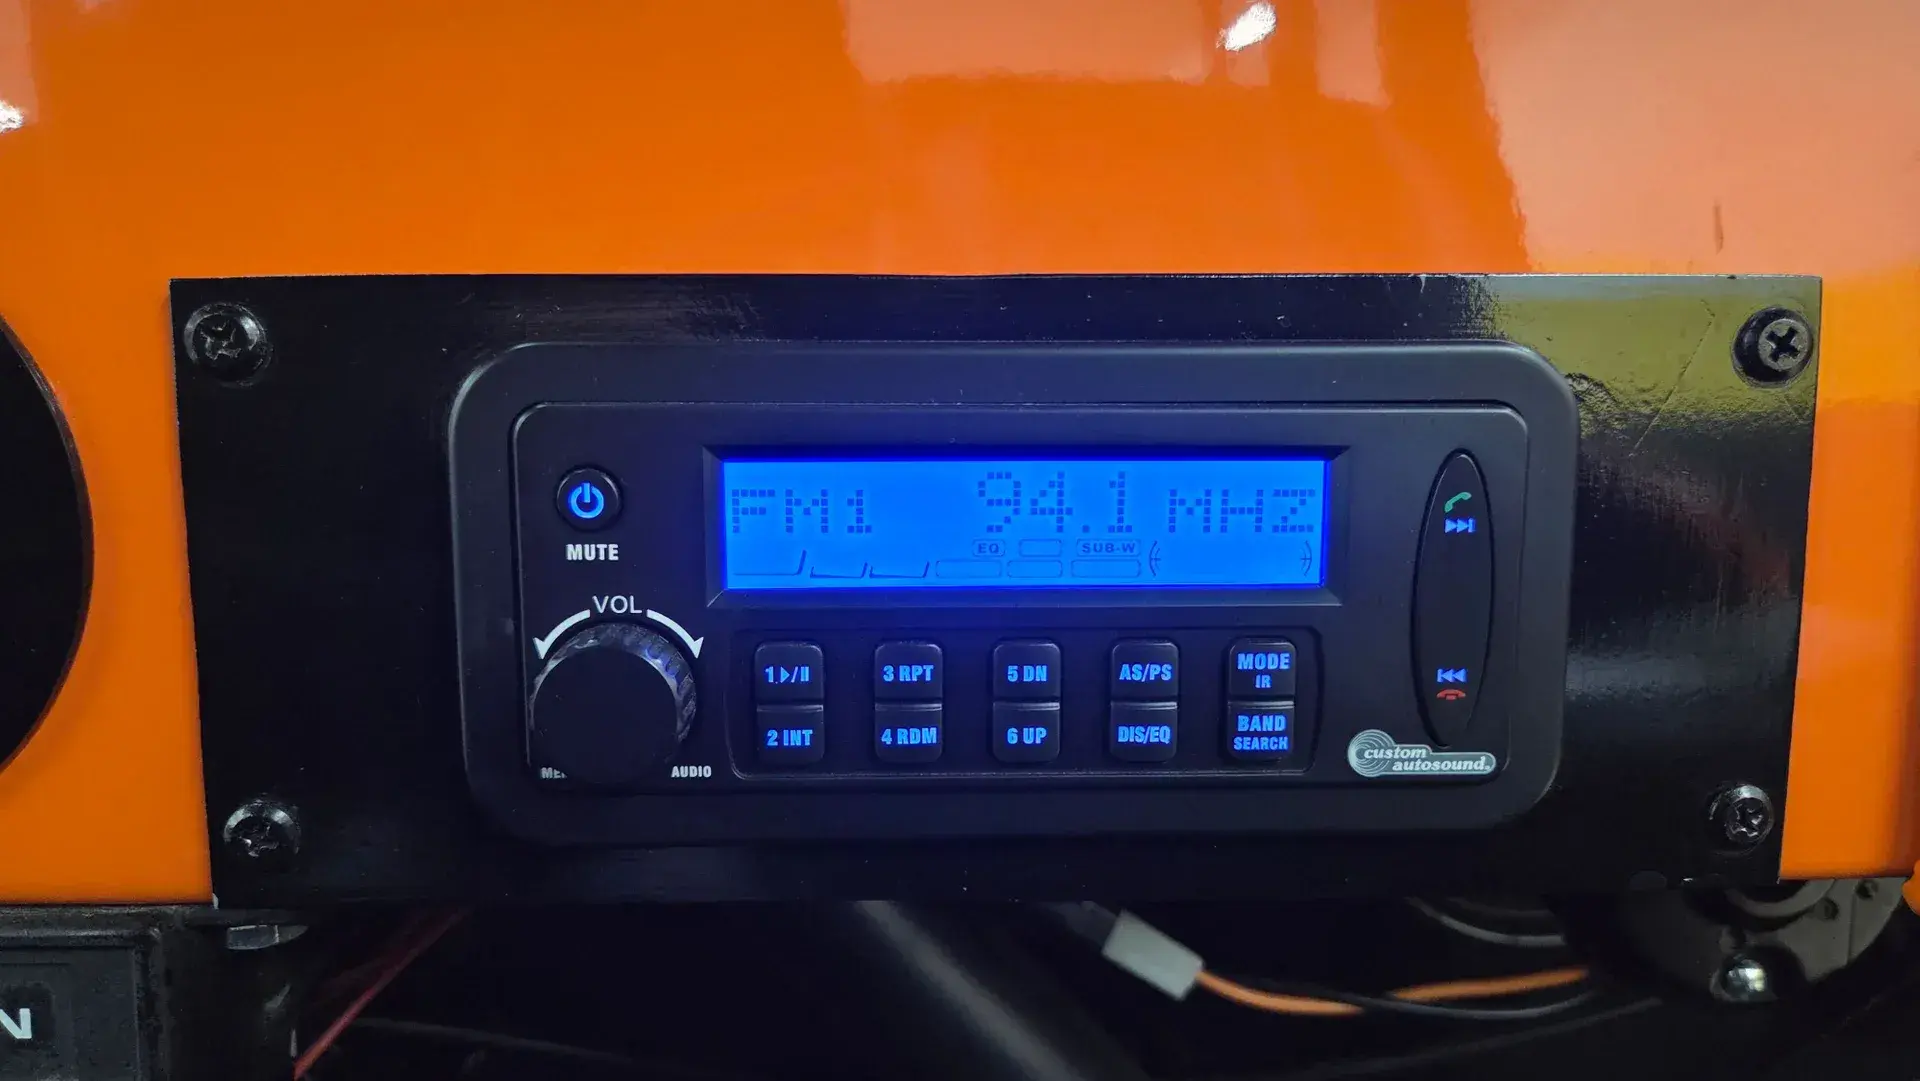 FM1 94.1 MHZ
EQ SUB-W
MUTE
VOL
AUDIO
1 ▷/II
3 RPT
5 DN
AS/PS
MODE
IR
2 INT
4 RDM
6 UP
DIS/EQ
BAND
SEARCH
custom
autosound®
N